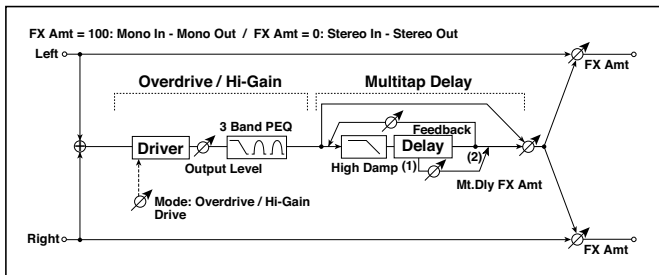 FX Amt = 100: Mono In - Mono Out / FX Amt = 0: Stereo In - Stereo Out
Left
FX Amt
Overdrive / Hi-Gain
Multitap Delay
3 Band PEQ
Feedback
Driver
Delay
(2)
Output Level
High Damp
(1)
Mt.Dly FX Amt
Mode: Overdrive / Hi-Gain
Drive
Right
FX Amt